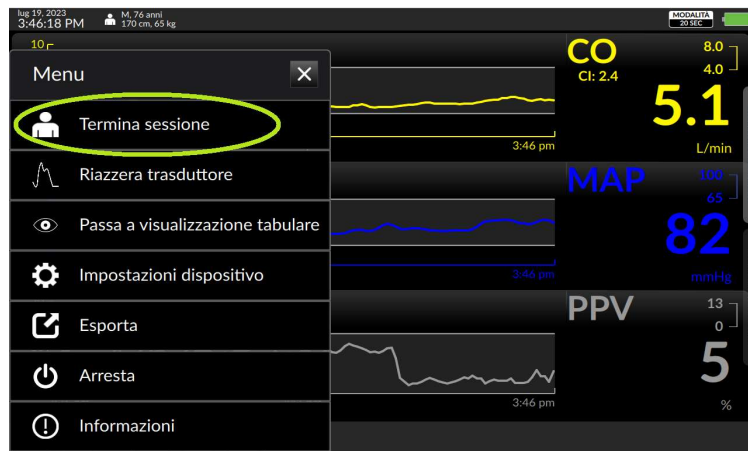 lug 19, 2023
3:46:18 PM
M, 76 anni
170 cm, 65 kg
MODALITÀ
20 SEC
10
Menu
Termina sessione
Riazzera trasduttore
Passa a visualizzazione tabulare
Impostazioni dispositivo
Esporta
Arresta
Informazioni
3:46 pm
3:46 pm
3:46 pm
CO
CI: 2.4
8.0
4.0
5.1
L/min
MAP
100
65
82
mmHg
PPV
13
0
5
%